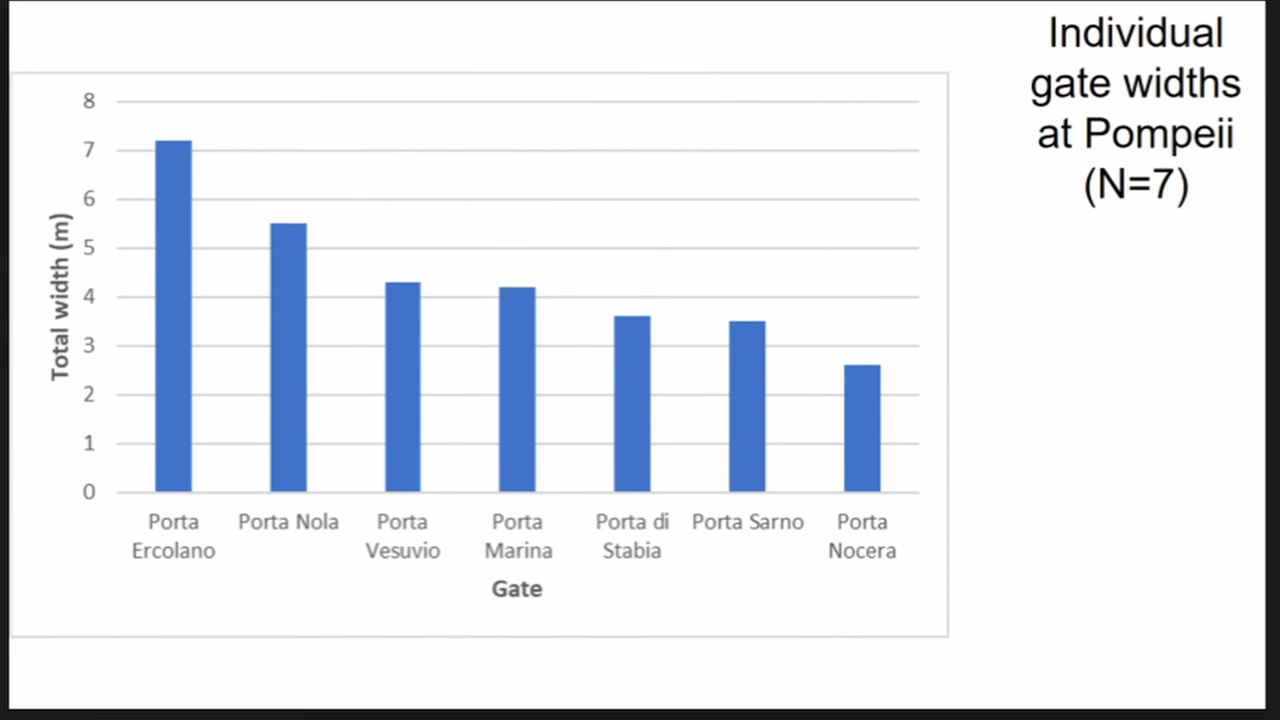 Individual
gate widths
at Pompeii
(N=7)
8
7
6
5
4
3
2
1
0
Total width (m)
Porta Ercolano
Porta Nola
Porta Vesuvio
Porta Marina
Porta di Stabia
Porta Sarno
Porta Nocera
Gate